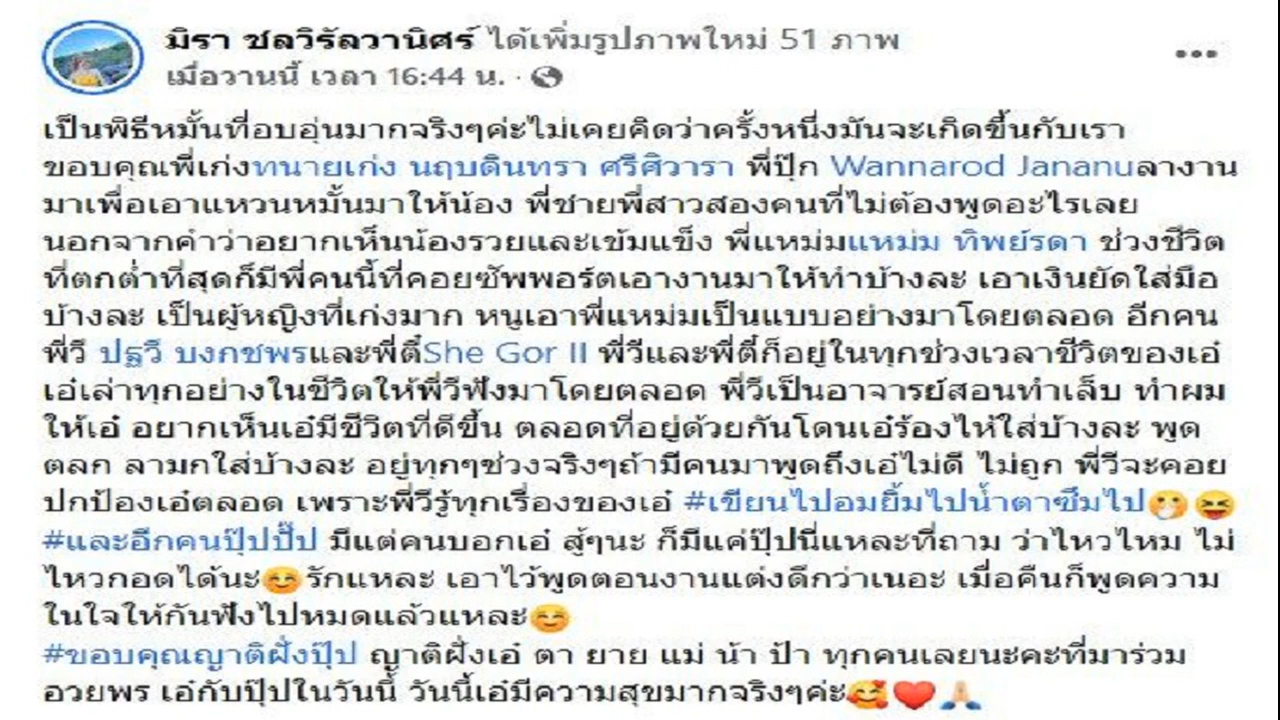 มิรา ชลวิรัลวานิศร์ ได้เพิ่มรูปภาพใหม่ 51 ภาพ
เมื่อวานนี้ เวลา 16:44 น. ·
เป็นพิธีหมั้นที่อบอุ่นมากจริงๆค่ะไม่เคยคิดว่าครั้งหนึ่งมันจะเกิดขึ้นกับเรา
ขอบคุณพี่เก่งทนายเก่ง นฤบดินทรา ศรีศิวารา พี่ปุ๊ก Wannarod Jananuลางาน
มาเพื่อเอาแหวนหมั้นมาให้น้อง พี่ชายพี่สาวสองคนที่ไม่ต้องพูดอะไรเลย
นอกจากคำว่าอยากเห็นน้องรวยและเข้มแข็ง พี่แหม่มแหม่ม ทิพย์รดา ช่วงชีวิต
ที่ตกต่ำที่สุดก็มีพี่คนนี้ที่คอยซัพพอร์ตเอางานมาให้ทำบ้างละ เอาเงินยัดใส่มือ
บ้างละ เป็นผู้หญิงที่เก่งมาก หนูเอาพี่แหม่มเป็นแบบอย่างมาโดยตลอด อีกคน
พี่วี ปฐวี บงกชพรและพี่ตี๋She Gor II พี่วีและพี่ตี๋ก็อยู่ในทุกช่วงเวลาชีวิตของเอ๋
เอ๋เล่าทุกอย่างในชีวิตให้พี่วีฟังมาโดยตลอด พี่วีเป็นอาจารย์สอนทำเล็บ ทำผม
ให้เอ๋ อยากเห็นเอ๋มีชีวิตที่ดีขึ้น ตลอดที่อยู่ด้วยกันโดนเอ๋ร้องไห้ใส่บ้างละ พูด
ตลก ลามกใส่บ้างละ อยู่ทุกๆช่วงจริงๆถ้ามีคนมาพูดถึงเอ๋ไม่ดี ไม่ถูก พี่วีจะคอย
ปกป้องเอ๋ตลอด เพราะพี่วีรู้ทุกเรื่องของเอ๋ #เขียนไปอมยิ้มไปน้ำตาซึมไป🤭😝
#และอีกคนปุ๊ปปั๊ป มีแต่คนบอกเอ๋ สู้ๆนะ ก็มีแค่ปุ๊ปนี่แหละที่ถาม ว่าไหวไหม ไม่
ไหวกอดได้นะ☺️รักแหละ เอาไว้พูดตอนงานแต่งดีกว่าเนอะ เมื่อคืนก็พูดความ
ในใจให้กันฟังไปหมดแล้วแหละ☺️
#ขอบคุณญาติฝั่งปุ๊ป ญาติฝั่งเอ๋ ตา ยาย แม่ น้า ป้า ทุกคนเลยนะคะที่มาร่วม
อวยพร เอ๋กับปุ๊ปในวันนี้ วันนี้เอ๋มีความสุขมากจริงๆค่ะ🥰❤️🙏🏻